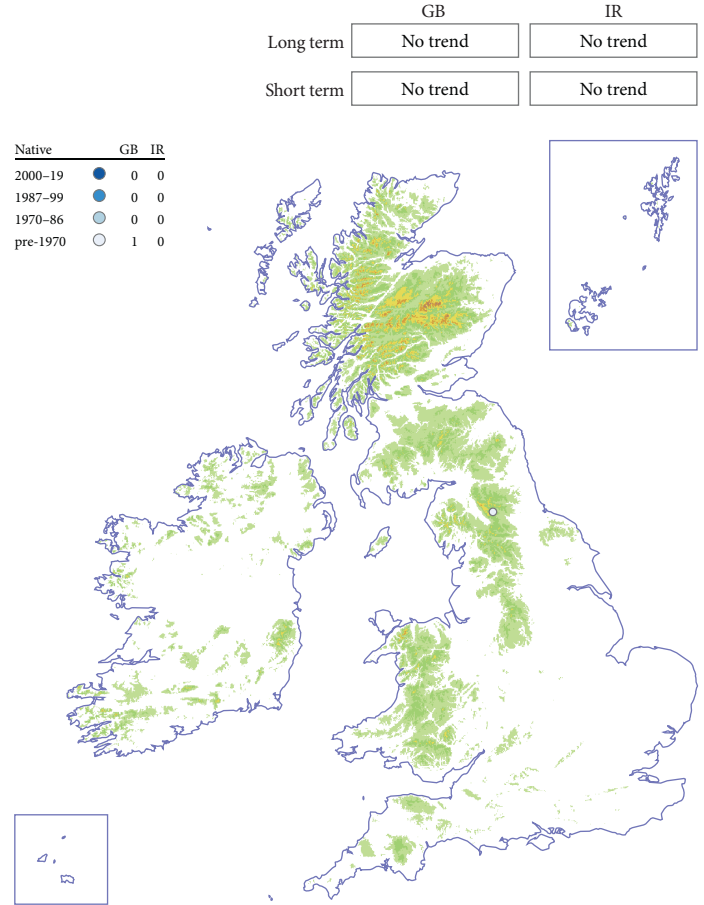 GB IR
Long term No trend No trend
Short term No trend No trend
Native GB IR
2000–19 0 0
1987–99 0 0
1970–86 0 0
pre-1970 1 0